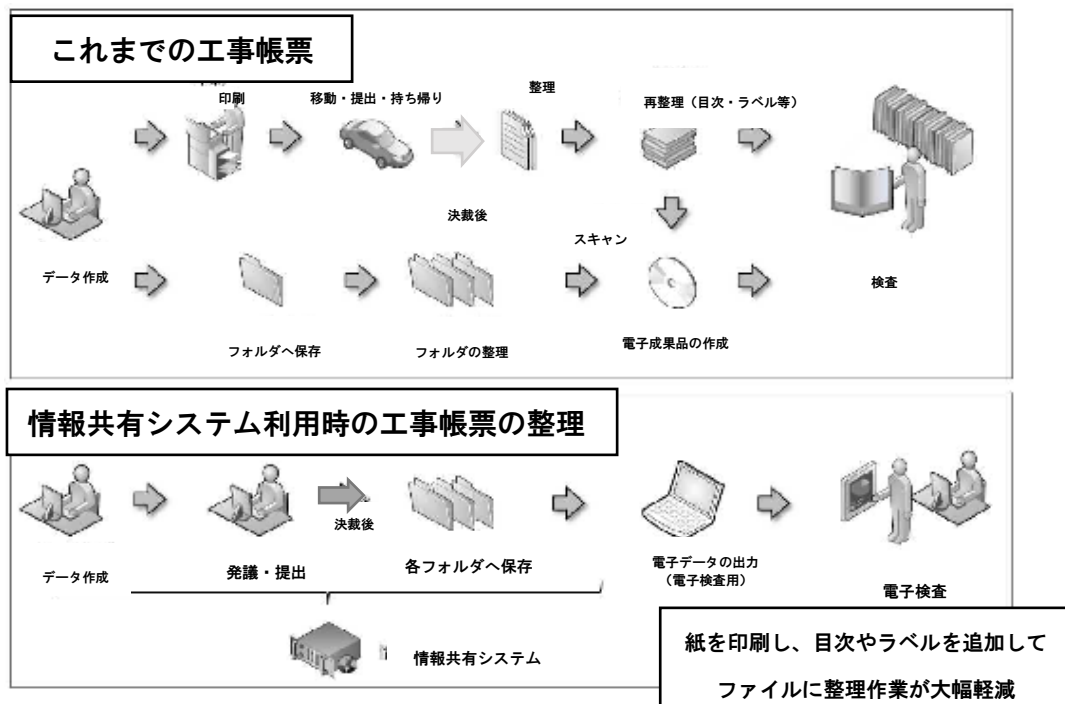 これまでの工事帳票
印刷
移動・提出・持ち帰り
整理
再整理（目次・ラベル等）
決裁後
スキャン
データ作成
検査
フォルダへ保存
フォルダの整理
電子成果品の作成
情報共有システム利用時の工事帳票の整理
決裁後
データ作成
発議・提出
各フォルダへ保存
電子データの出力
（電子検査用）
電子検査
情報共有システム
紙を印刷し、目次やラベルを追加して
ファイルに整理作業が大幅軽減